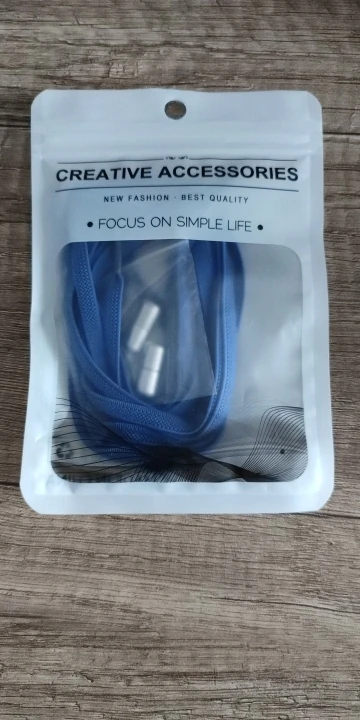 CREATIVE ACCESSORIES
NEW FASHION · BEST QUALITY
• FOCUS ON SIMPLE LIFE •